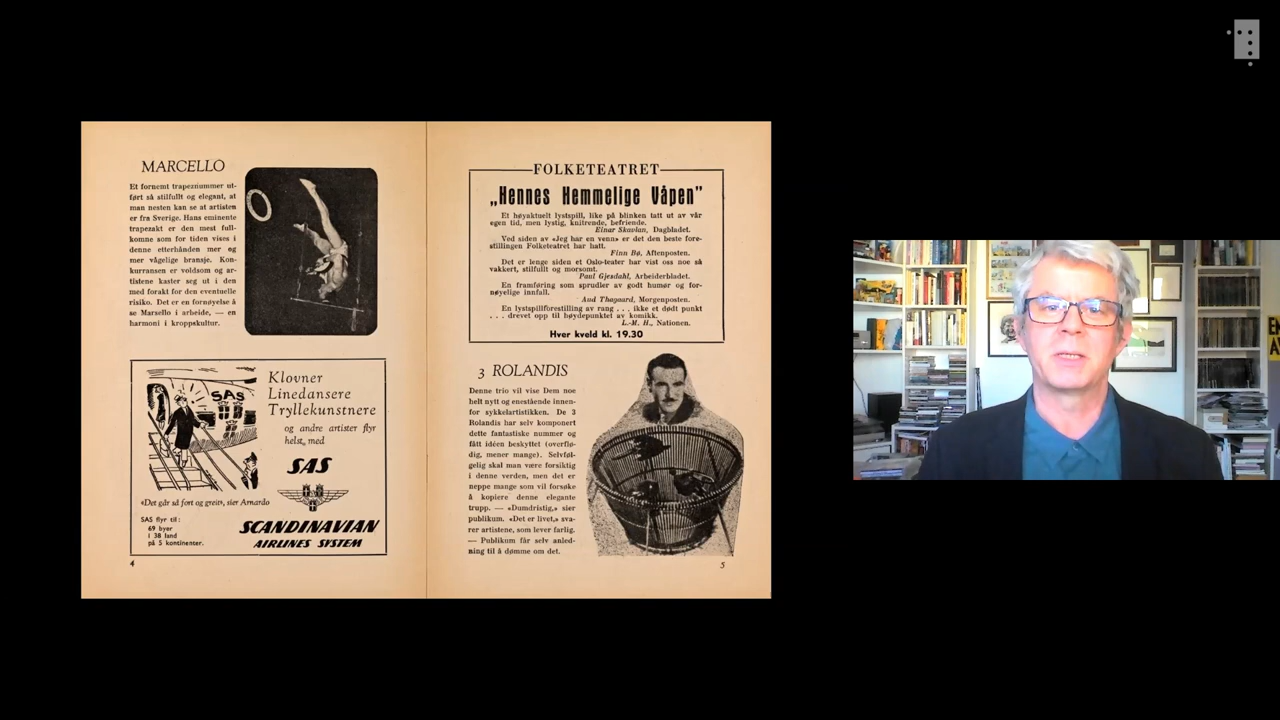 MARCELLO
Et fornemt trapeznummer ut-
ført så stilfullt og elegant, at
man nesten kan se at artisten
er fra Sverige. Hans eminente
trapezakt er den mest full-
komne som for tiden vises i
denne etterhånden mer og
mer vågelige bransje. Kon-
kurransen er voldsom og ar-
tistene kaster seg ut i den
med forakt for den eventuelle
risiko. Det er en fornøyelse å
se Marsello i arbeide, — en
harmoni i kroppskultur.
SAS
Klovner
Linedansere
Tryllekunstnere
og andre artister flyr
helst med
SAS
«Det går så fort og greit», sier Arnardo
SAS flyr til:
69 byer
i 38 land
på 5 kontinenter.
SCANDINAVIAN
AIRLINES SYSTEM
4
FOLKETEATRET
„Hennes Hemmelige Våpen”
Et høyaktuelt lystspill, like på blinken tatt ut av vår
egen tid, men lystig, knitrende, befriende.
Einar Skavlan, Dagbladet.
Ved siden av «Jeg har en venn» er det den beste fore-
stillingen Folketeatret har hatt.
Finn Bø, Aftenposten.
Det er lenge siden et Oslo-teater har vist oss noe så
vakkert, stilfullt og morsomt.
Paul Gjesdahl, Arbeiderbladet.
En framføring som sprudler av godt humør og for-
nøyelige innfall.
Aud Thagaard, Morgenposten.
En lystspillforestilling av rang . . . ikke et dødt punkt
. . . drevet opp til høydepunktet av komikk.
L.-M. H., Nationen.
Hver kveld kl. 19.30
3 ROLANDIS
Denne trio vil vise Dem noe
helt nytt og enestående innen-
for sykkelartistikken. De 3
Rolandis har selv komponert
dette fantastiske nummer og
fått idéen beskyttet (overflø-
dig, mener mange). Selvføl-
gelig skal man være forsiktig
i denne verden, men det er
neppe mange som vil forsøke
å kopiere denne elegante
trupp. — «Dumdristig,» sier
publikum. «Det er livet,» sva-
rer artistene, som lever farlig.
— Publikum får selv anled-
ning til å dømme om det.
5